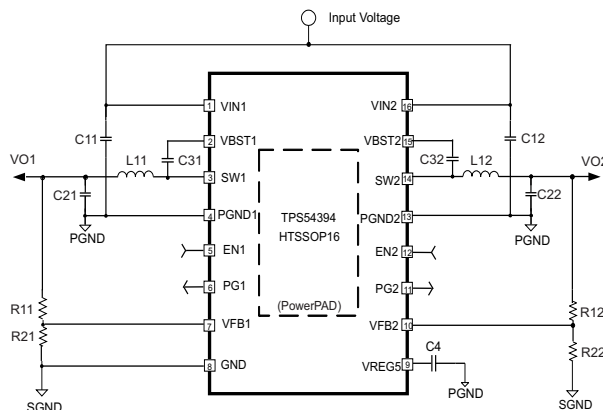 Input Voltage
1 VIN1 VIN2 16
C11 C12
2 VBST1 VBST2 15
VO1 L11 C31 C32 L12 VO2
3 SW1 SW2 14
C21 C22
4 PGND1 PGND2 13
PGND PGND
TPS54394
HTSSOP16
5 EN1 EN2 12
6 PG1 PG2 11
(PowerPAD)
R11 R12
7 VFB1 VFB2 10
R21 R22
C4
8 GND VREG5 9
PGND
SGND SGND